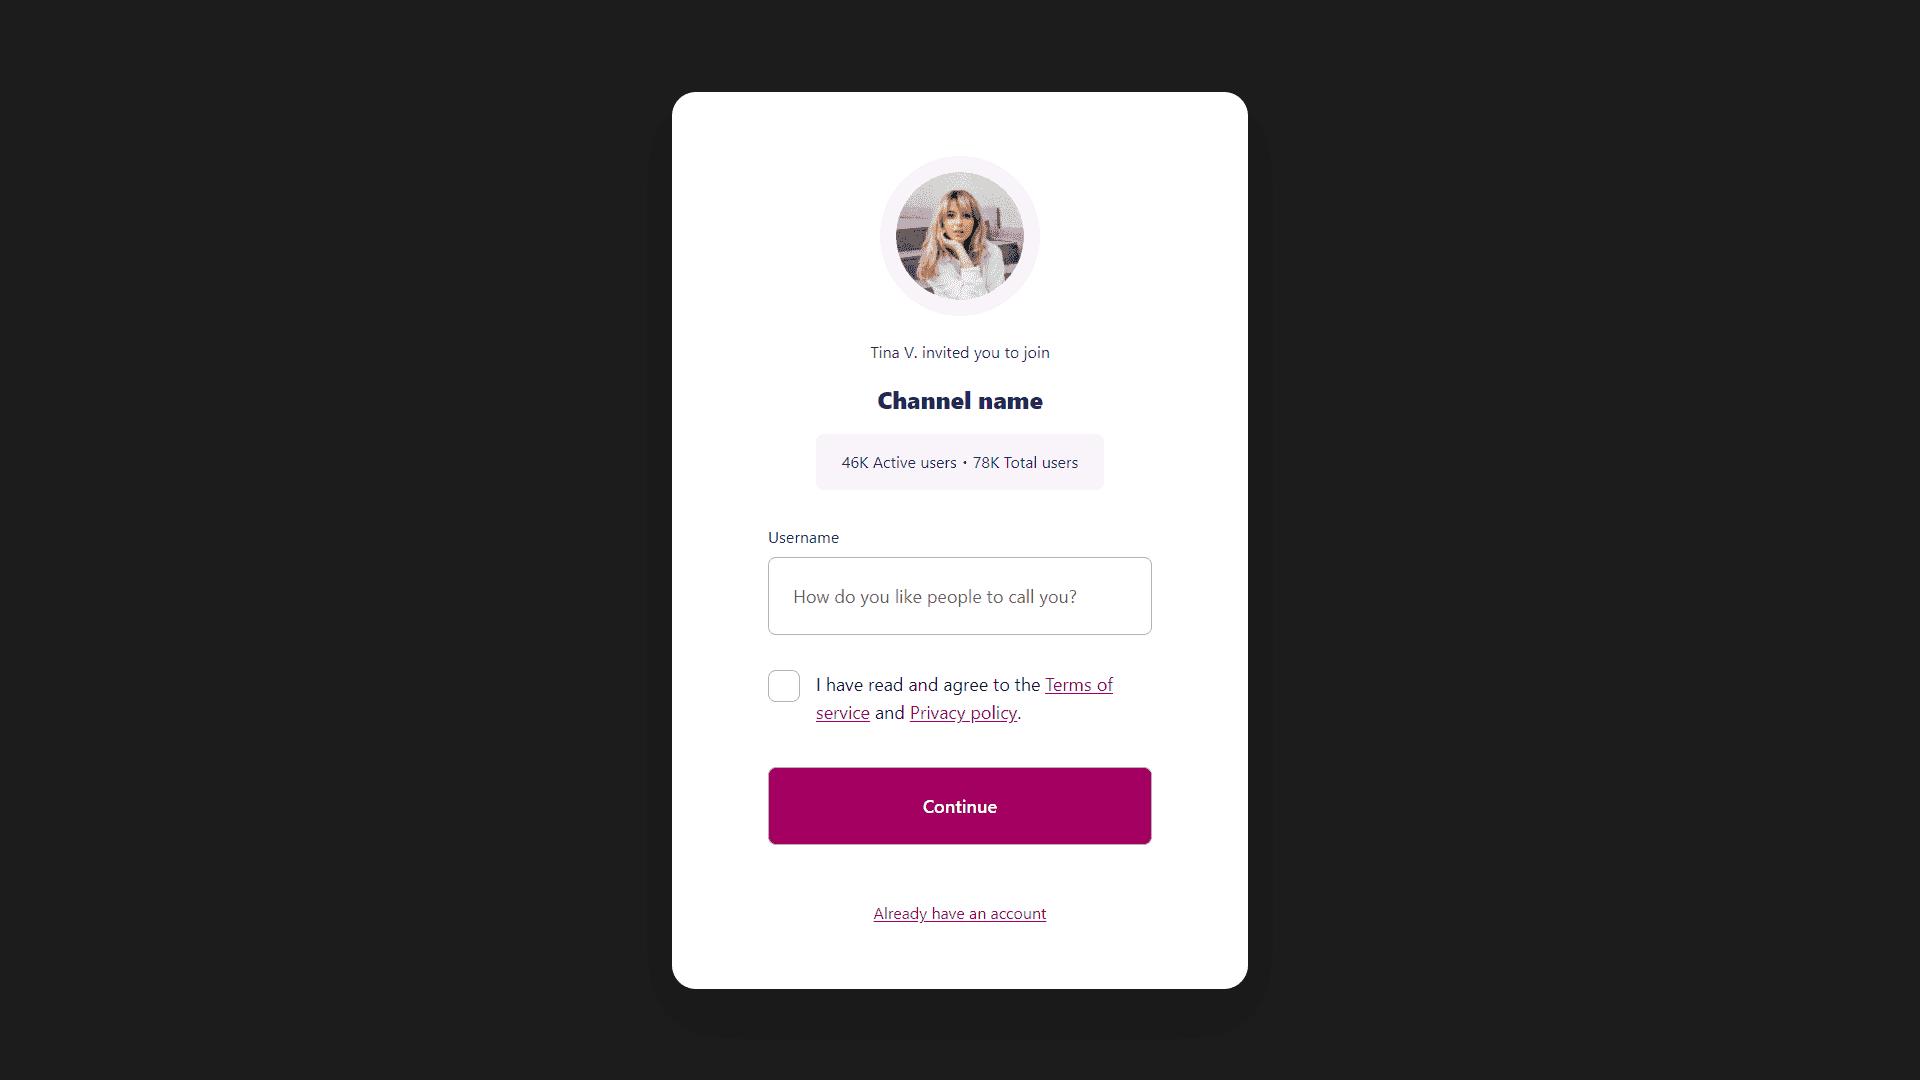 Tina V. invited you to join
Channel name
46K Active users • 78K Total users
Username
How do you like people to call you?
I have read and agree to the Terms of
service and Privacy policy.
Continue
Already have an account